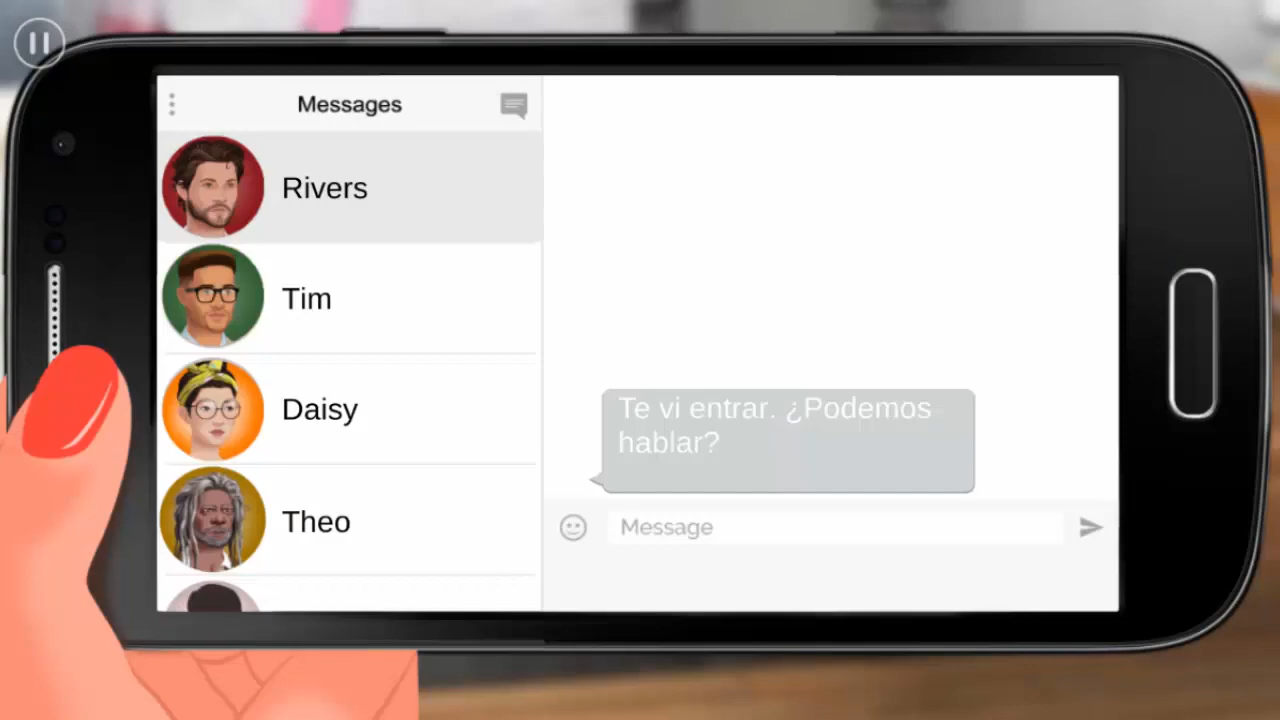 Messages
Rivers
Tim
Daisy
Theo
Te vi entrar. ¿Podemos
hablar?
Message